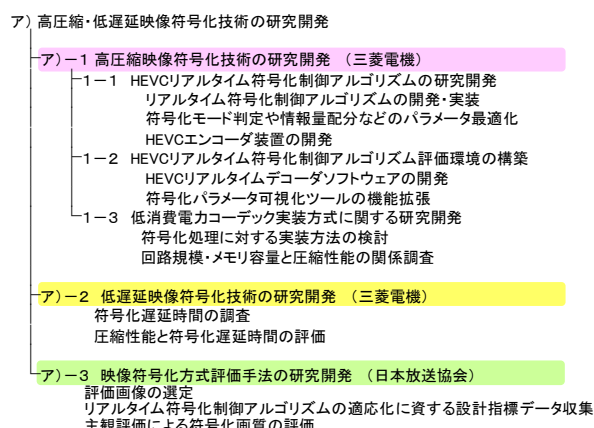 ア) 高圧縮・低遅延映像符号化技術の研究開発
ア)－1 高圧縮映像符号化技術の研究開発 （三菱電機）
1－1 HEVCリアルタイム符号化制御アルゴリズムの研究開発
リアルタイム符号化制御アルゴリズムの開発・実装
符号化モード判定や情報量配分などのパラメータ最適化
HEVCエンコーダ装置の開発
1－2 HEVCリアルタイム符号化制御アルゴリズム評価環境の構築
HEVCリアルタイムデコーダソフトウェアの開発
符号化パラメータ可視化ツールの機能拡張
1－3 低消費電力コーデック実装方式に関する研究開発
符号化処理に対する実装方法の検討
回路規模・メモリ容量と圧縮性能の関係調査
ア)－2 低遅延映像符号化技術の研究開発 （三菱電機）
符号化遅延時間の調査
圧縮性能と符号化遅延時間の評価
ア)－3 映像符号化方式評価手法の研究開発 （日本放送協会）
評価画像の選定
リアルタイム符号化制御アルゴリズムの適応化に資する設計指標データ収集
主観評価による符号化画質の評価